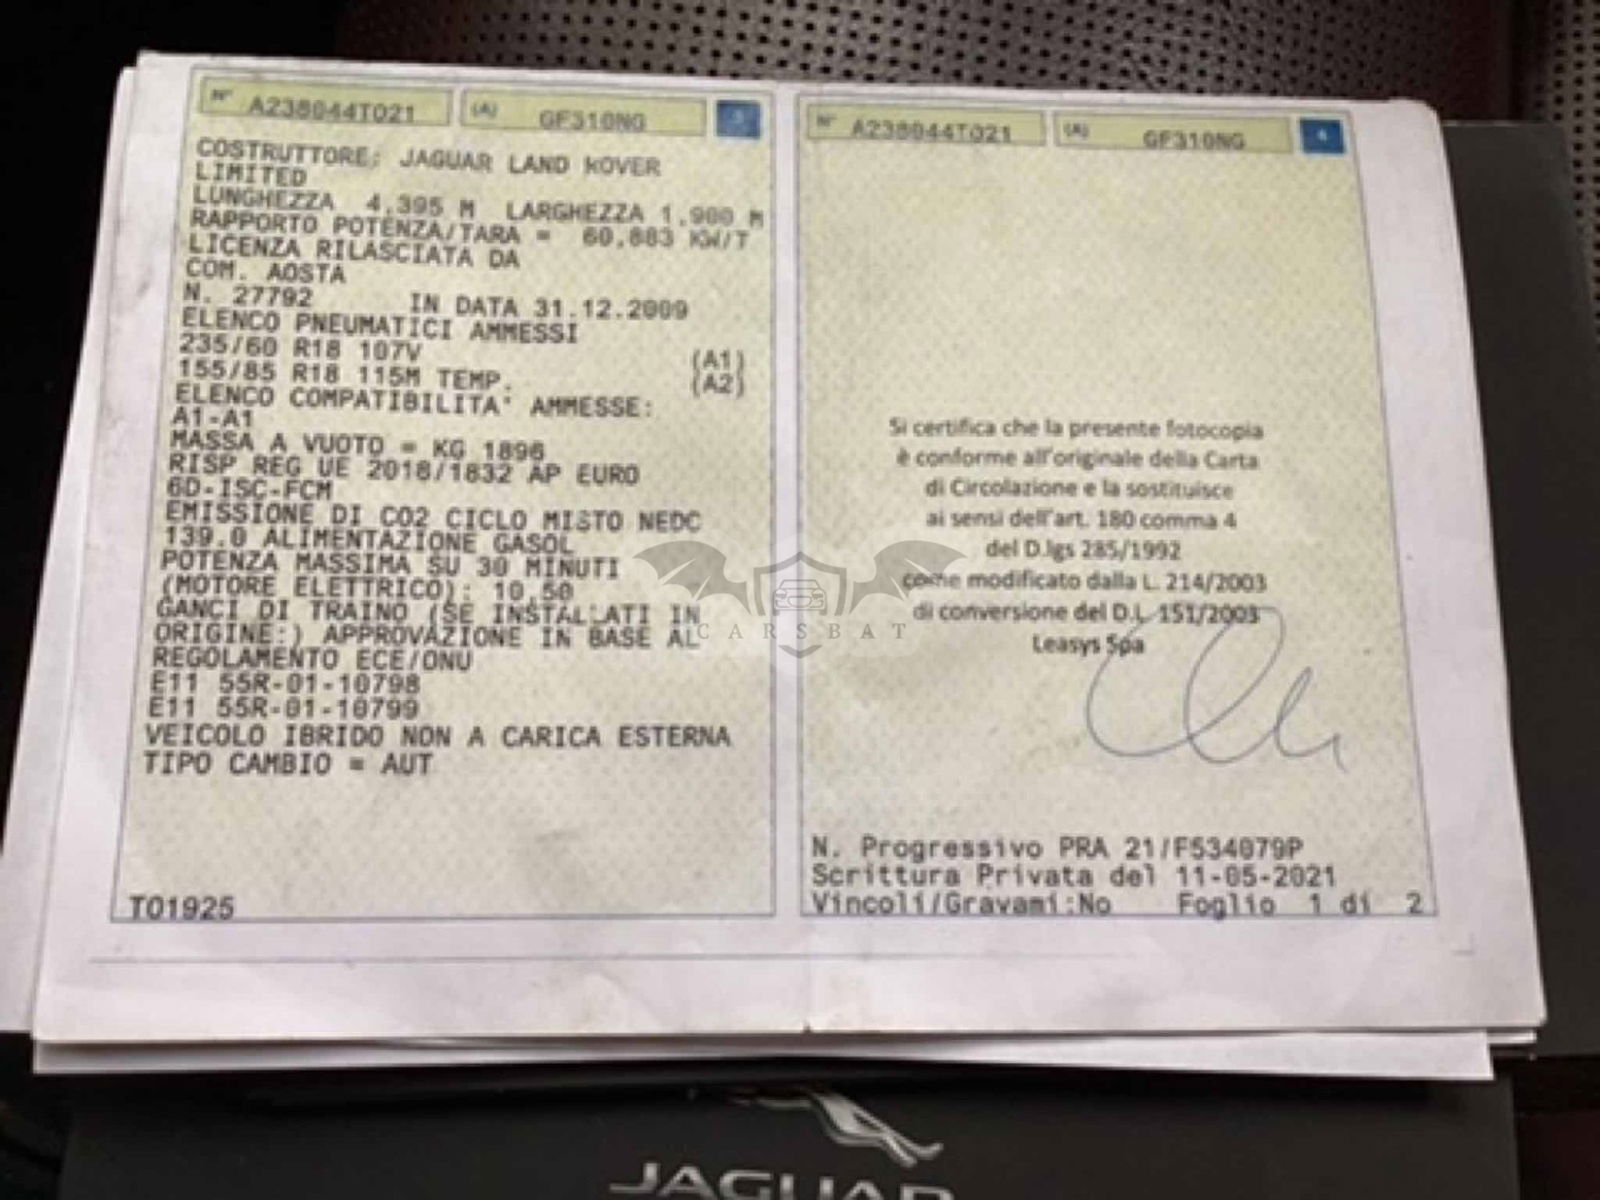 N° A238044T021 (A) GF310NG 3
COSTRUTTORE: JAGUAR LAND ROVER
LIMITED
LUNGHEZZA 4,395 M LARGHEZZA 1,900 M
RAPPORTO POTENZA/TARA = 60,883 KW/T
LICENZA RILASCIATA DA
COM. AOSTA
N. 27792 IN DATA 31.12.2009
ELENCO PNEUMATICI AMMESSI
235/60 R18 107V (A1)
155/85 R18 115M TEMP. (A2)
ELENCO COMPATIBILITA' AMMESSE:
A1-A1
MASSA A VUOTO = KG 1896
RISP REG UE 2018/1832 AP EURO
6D-ISC-FCM
EMISSIONE DI CO2 CICLO MISTO NEDC
139.0 ALIMENTAZIONE GASOL
POTENZA MASSIMA SU 30 MINUTI
(MOTORE ELETTRICO): 10,50
GANCI DI TRAINO (SE INSTALLATI IN
ORIGINE:) APPROVAZIONE IN BASE AL
REGOLAMENTO ECE/ONU
E11 55R-01-10798
E11 55R-01-10799
VEICOLO IBRIDO NON A CARICA ESTERNA
TIPO CAMBIO = AUT
T01925
N° A238044T021 (A) GF310NG 4
Si certifica che la presente fotocopia
è conforme all'originale della Carta
di Circolazione e la sostituisce
ai sensi dell'art. 180 comma 4
del D.lgs 285/1992
come modificato dalla L. 214/2003
di conversione del D.L 151/2003
Leasys Spa
N. Progressivo PRA 21/F534079P
Scrittura Privata del 11-05-2021
Vincoli/Gravami:No Foglio 1 di 2
CARSBAT
JAGUAR